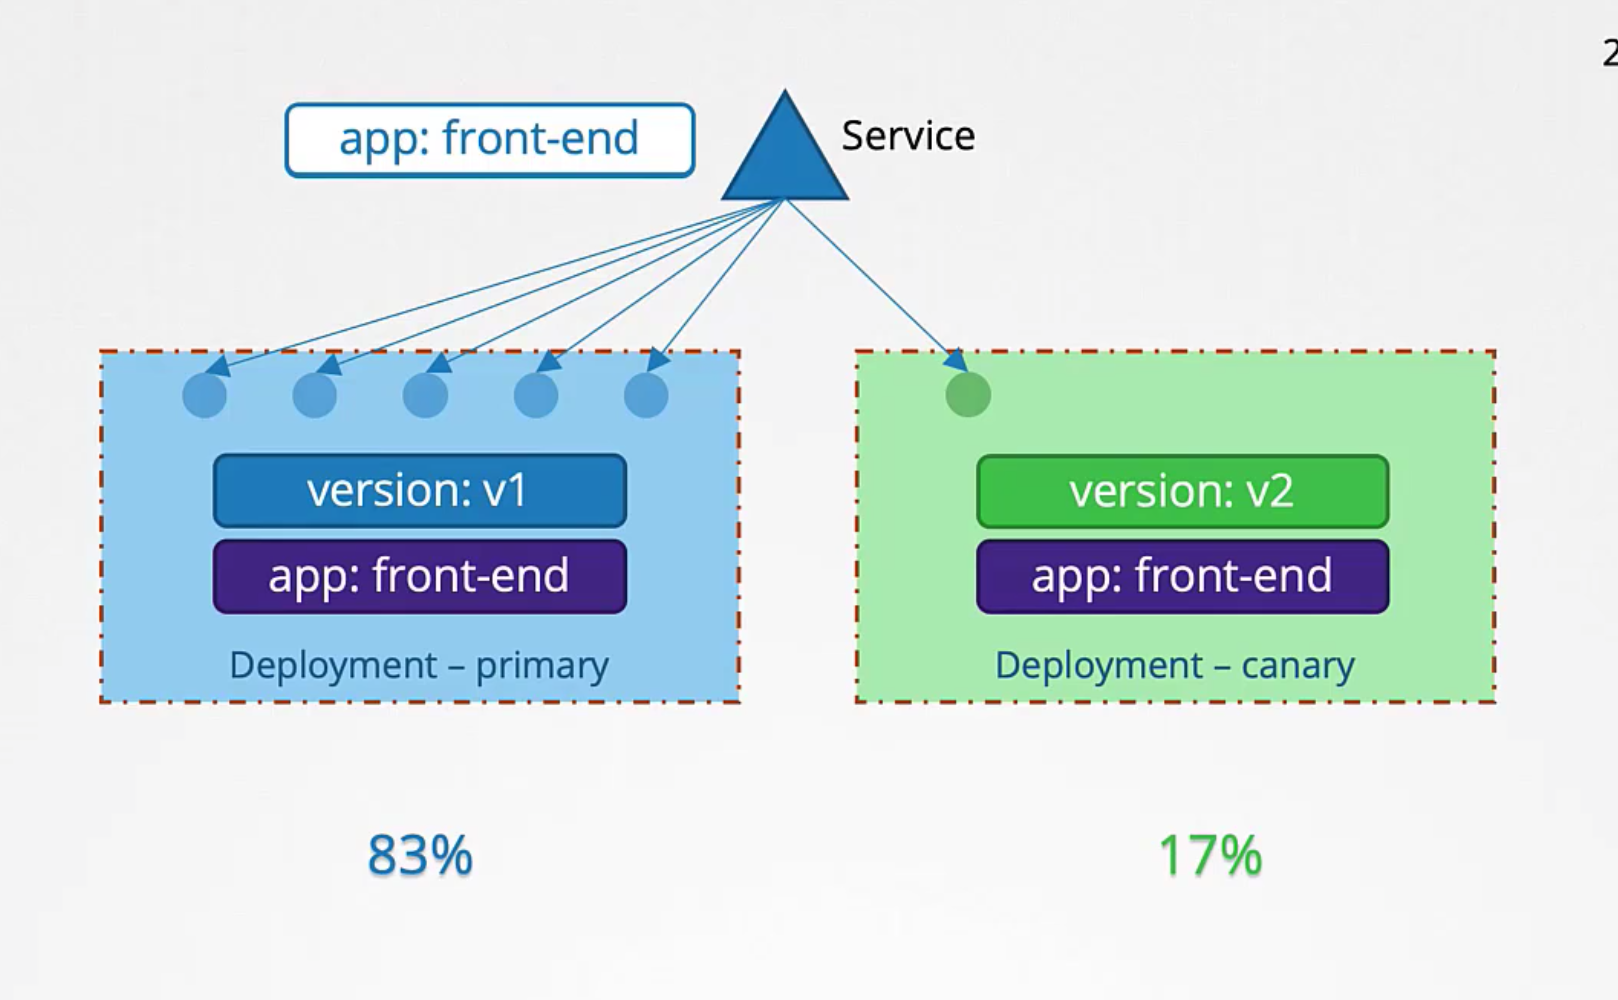 2
app: front-end
Service
version: v1
app: front-end
Deployment – primary
version: v2
app: front-end
Deployment – canary
83%
17%